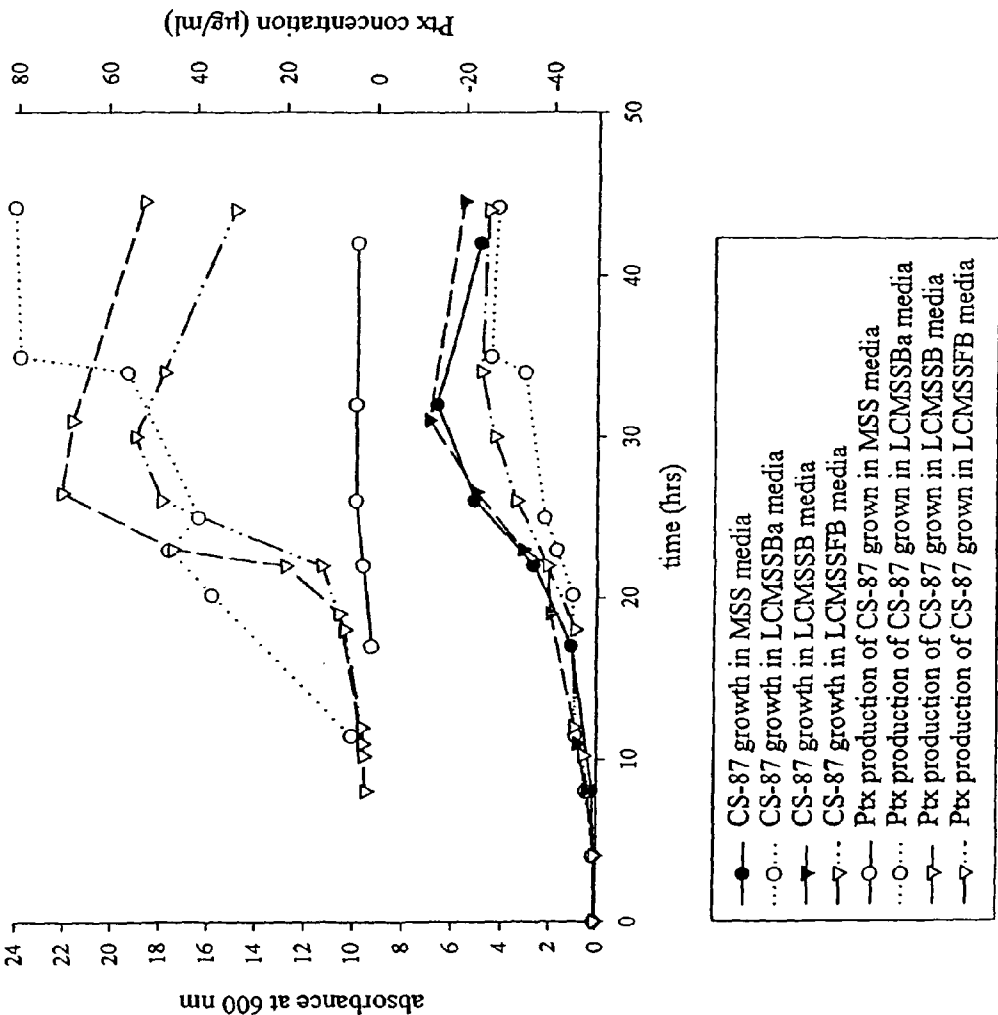 Ptx concentration (µg/ml)
80
60
40
20
0
-20
-40
absorbance at 600 nm
24
22
20
18
16
14
12
10
8
6
4
2
0
0
10
20
30
40
50
time (hrs)
CS-87 growth in MSS media
CS-87 growth in LCMSSBa media
CS-87 growth in LCMSSB media
CS-87 growth in LCMSSFB media
Ptx production of CS-87 grown in MSS media
Ptx production of CS-87 grown in LCMSSBa media
Ptx production of CS-87 grown in LCMSSB media
Ptx production of CS-87 grown in LCMSSFB media